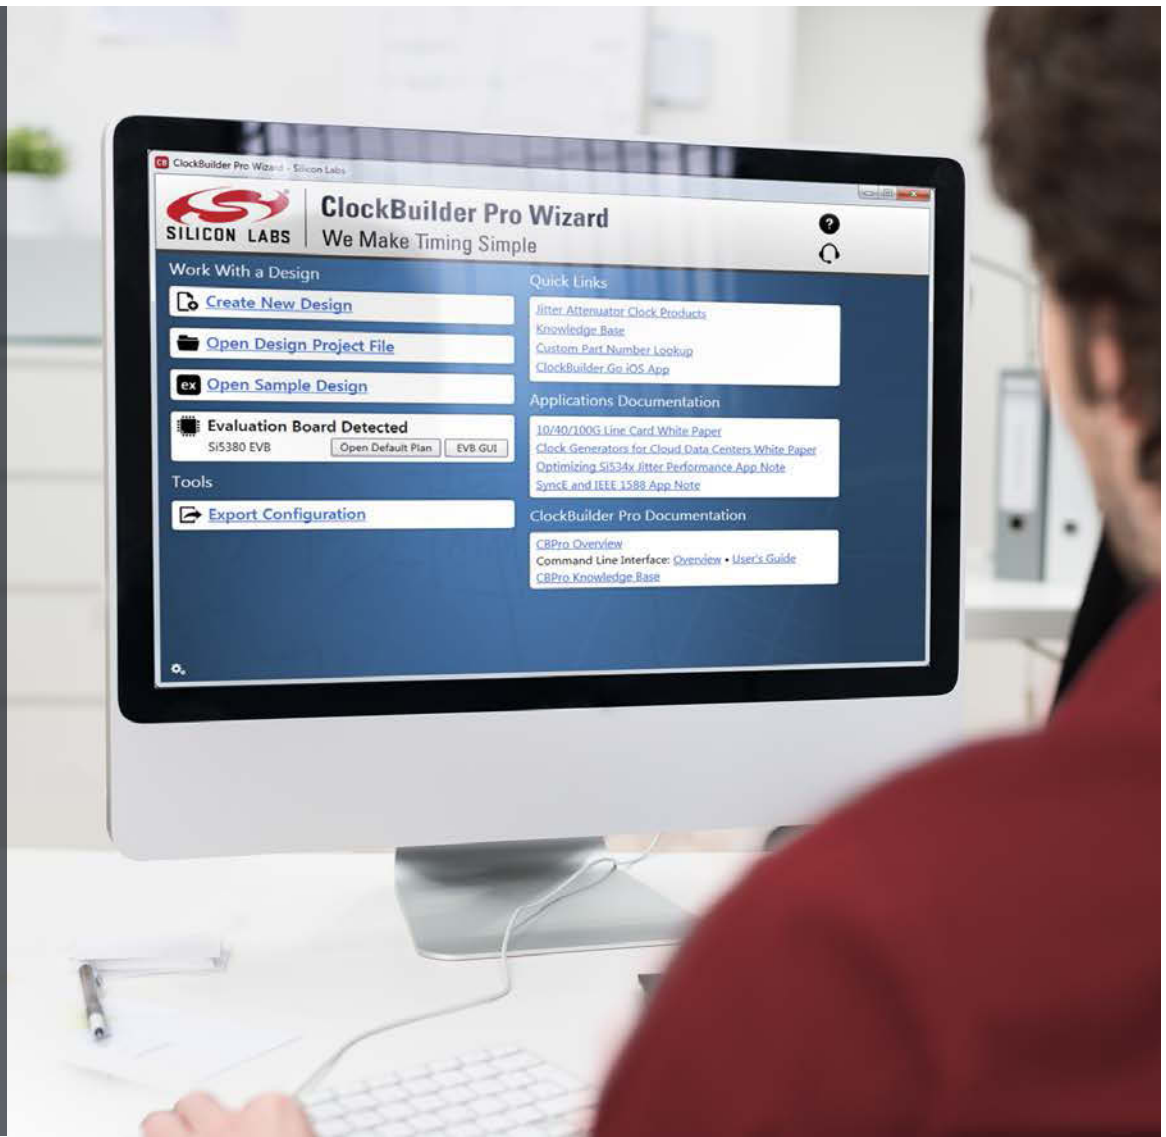 CB ClockBuilder Pro Wizard - Silicon Labs
SILICON LABS
ClockBuilder Pro Wizard
We Make Timing Simple
?
Work With a Design
Create New Design
Open Design Project File
ex Open Sample Design
Evaluation Board Detected
Si5380 EVB Open Default Plan EVB GUI
Tools
Export Configuration
Quick Links
Jitter Attenuator Clock Products
Knowledge Base
Custom Part Number Lookup
ClockBuilder Go iOS App
Applications Documentation
10/40/100G Line Card White Paper
Clock Generators for Cloud Data Centers White Paper
Optimizing Si534x Jitter Performance App Note
SyncE and IEEE 1588 App Note
ClockBuilder Pro Documentation
CBPro Overview
Command Line Interface: Overview • User's Guide
CBPro Knowledge Base